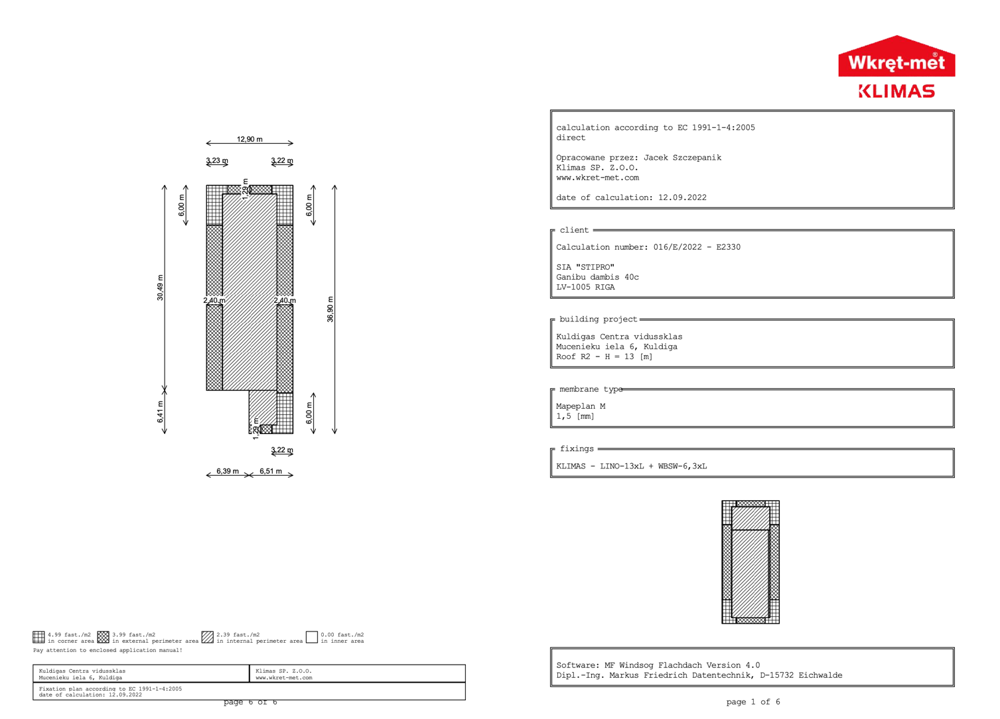 12,90 m
3,23 m
3,22 m
1,29 m
6,00 m
6,00 m
30,49 m
2,40 m
2,40 m
36,90 m
6,41 m
1,29 m
6,00 m
3,22 m
6,39 m
6,51 m
4.99 fast./m2
in corner area
3.99 fast./m2
in external perimeter area
2.39 fast./m2
in internal perimeter area
0.00 fast./m2
in inner area
Pay attention to enclosed application manual!
Kuldigas Centra vidussklas
Mucenieku iela 6, Kuldiga
Klimas SP. Z.O.O.
www.wkret-met.com
Fixation plan according to EC 1991-1-4:2005
date of calculation: 12.09.2022
page 6 of 6
Wkręt-met®
KLIMAS
calculation according to EC 1991-1-4:2005
direct
Opracowane przez: Jacek Szczepanik
Klimas SP. Z.O.O.
www.wkret-met.com
date of calculation: 12.09.2022
client
Calculation number: 016/E/2022 - E2330
SIA "STIPRO"
Ganibu dambis 40c
LV-1005 RIGA
building project
Kuldigas Centra vidussklas
Mucenieku iela 6, Kuldiga
Roof R2 - H = 13 [m]
membrane type
Mapeplan M
1,5 [mm]
fixings
KLIMAS - LINO-13xL + WBSW-6,3xL
Software: MF Windsog Flachdach Version 4.0
Dipl.-Ing. Markus Friedrich Datentechnik, D-15732 Eichwalde
page 1 of 6